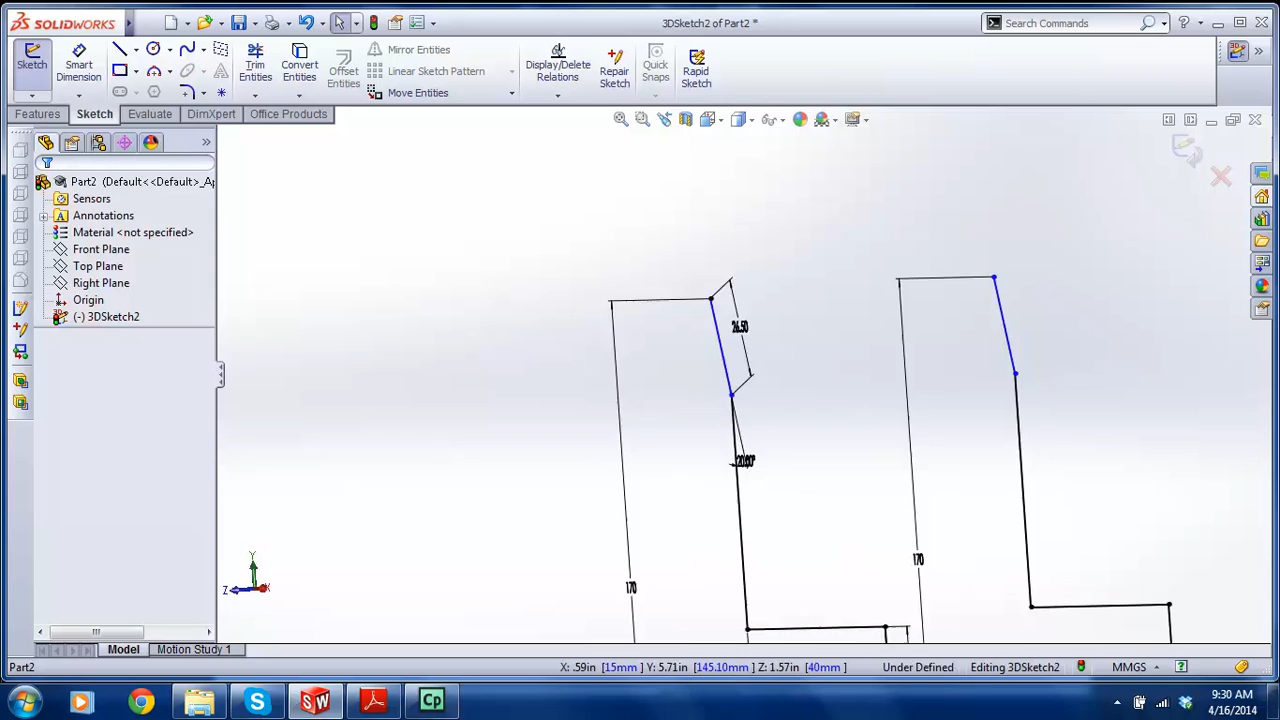 SOLIDWORKS
3DSketch2 of Part2 *
Search Commands
Sketch
Smart Dimension
Trim Entities
Convert Entities
Offset Entities
Mirror Entities
Linear Sketch Pattern
Move Entities
Display/Delete Relations
Repair Sketch
Quick Snaps
Rapid Sketch
Features Sketch Evaluate DimXpert Office Products
Part2 (Default<<Default>_Ap
Sensors
Annotations
Material <not specified>
Front Plane
Top Plane
Right Plane
Origin
(-) 3DSketch2
26.50
170
170
Y
Z
X
Model Motion Study 1
Part2 X: .59in [15mm] Y: 5.71in [145.10mm] Z: 1.57in [40mm] Under Defined Editing 3DSketch2 MMGS
9:30 AM
4/16/2014